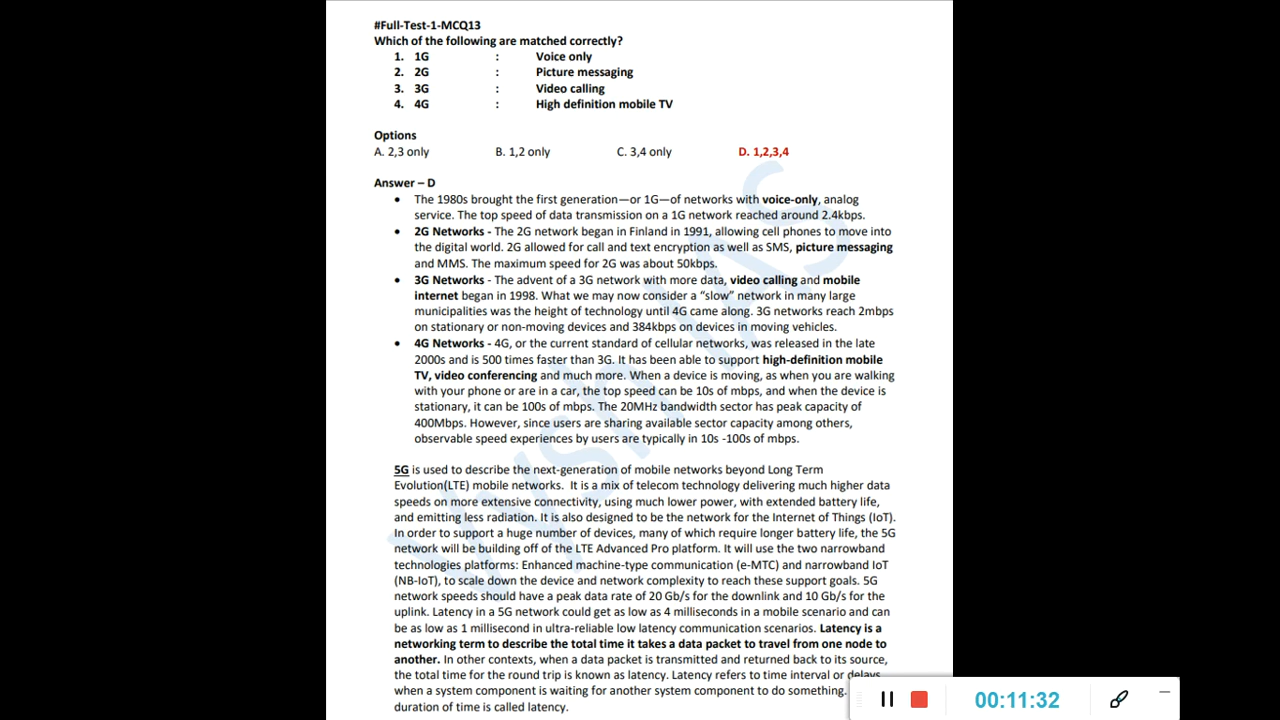 #Full-Test-1-MCQ13
Which of the following are matched correctly?
1. 1G : Voice only
2. 2G : Picture messaging
3. 3G : Video calling
4. 4G : High definition mobile TV
Options
A. 2,3 only B. 1,2 only C. 3,4 only D. 1,2,3,4
Answer – D
• The 1980s brought the first generation—or 1G—of networks with voice-only, analog
service. The top speed of data transmission on a 1G network reached around 2.4kbps.
• 2G Networks - The 2G network began in Finland in 1991, allowing cell phones to move into
the digital world. 2G allowed for call and text encryption as well as SMS, picture messaging
and MMS. The maximum speed for 2G was about 50kbps.
• 3G Networks - The advent of a 3G network with more data, video calling and mobile
internet began in 1998. What we may now consider a “slow” network in many large
municipalities was the height of technology until 4G came along. 3G networks reach 2mbps
on stationary or non-moving devices and 384kbps on devices in moving vehicles.
• 4G Networks - 4G, or the current standard of cellular networks, was released in the late
2000s and is 500 times faster than 3G. It has been able to support high-definition mobile
TV, video conferencing and much more. When a device is moving, as when you are walking
with your phone or are in a car, the top speed can be 10s of mbps, and when the device is
stationary, it can be 100s of mbps. The 20MHz bandwidth sector has peak capacity of
400Mbps. However, since users are sharing available sector capacity among others,
observable speed experiences by users are typically in 10s -100s of mbps.
5G is used to describe the next-generation of mobile networks beyond Long Term
Evolution(LTE) mobile networks. It is a mix of telecom technology delivering much higher data
speeds on more extensive connectivity, using much lower power, with extended battery life,
and emitting less radiation. It is also designed to be the network for the Internet of Things (IoT).
In order to support a huge number of devices, many of which require longer battery life, the 5G
network will be building off of the LTE Advanced Pro platform. It will use the two narrowband
technologies platforms: Enhanced machine-type communication (e-MTC) and narrowband IoT
(NB-IoT), to scale down the device and network complexity to reach these support goals. 5G
network speeds should have a peak data rate of 20 Gb/s for the downlink and 10 Gb/s for the
uplink. Latency in a 5G network could get as low as 4 milliseconds in a mobile scenario and can
be as low as 1 millisecond in ultra-reliable low latency communication scenarios. Latency is a
networking term to describe the total time it takes a data packet to travel from one node to
another. In other contexts, when a data packet is transmitted and returned back to its source,
the total time for the round trip is known as latency. Latency refers to time interval or delays
when a system component is waiting for another system component to do something.
duration of time is called latency.
00:11:32